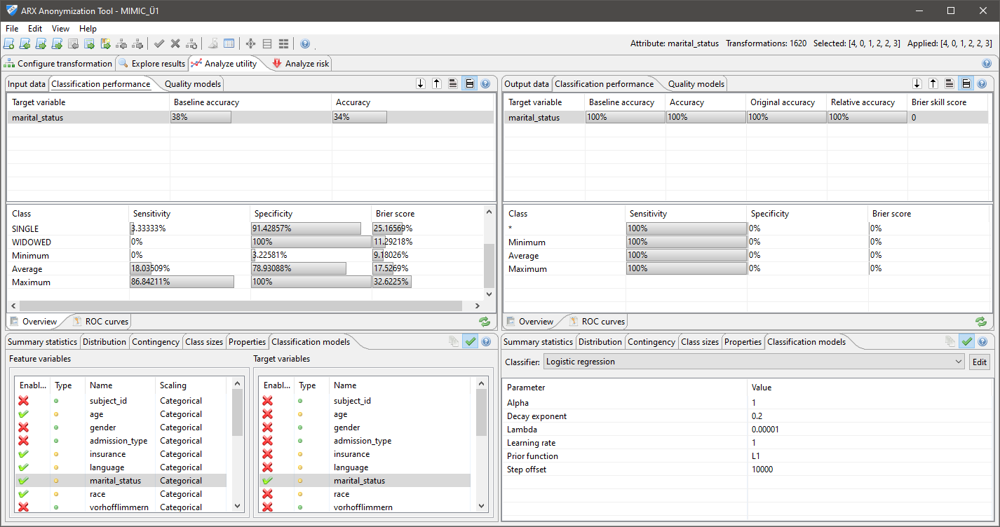 ARX Anonymization Tool - MIMIC_Ü1
File Edit View Help
Attribute: marital_status Transformations: 1620 Selected: [4, 0, 1, 2, 2, 3] Applied: [4, 0, 1, 2, 2, 3]
Configure transformation Explore results Analyze utility Analyze risk
Input data Classification performance Quality models
Target variable Baseline accuracy Accuracy
marital_status 38% 34%
Class Sensitivity Specificity Brier score
SINGLE 3.33333% 91.42857% 25.16569%
WIDOWED 0% 100% 11.29218%
Minimum 0% 3.22581% 9.18026%
Average 18.03509% 78.93088% 17.5269%
Maximum 86.84211% 100% 32.6225%
Overview ROC curves
Output data Classification performance Quality models
Target variable Baseline accuracy Accuracy Original accuracy Relative accuracy Brier skill score
marital_status 100% 100% 100% 100% 0
Class Sensitivity Specificity Brier score
* 100% 0% 0%
Minimum 100% 0% 0%
Average 100% 0% 0%
Maximum 100% 0% 0%
Overview ROC curves
Summary statistics Distribution Contingency Class sizes Properties Classification models
Feature variables
Enabl... Type Name Scaling
subject_id Categorical
age Categorical
gender Categorical
admission_type Categorical
insurance Categorical
language Categorical
marital_status Categorical
race Categorical
vorhofflimmern Categorical
Target variables
Enabl... Type Name
subject_id
age
gender
admission_type
insurance
language
marital_status
race
vorhofflimmern
Summary statistics Distribution Contingency Class sizes Properties Classification models
Classifier: Logistic regression Edit
Parameter Value
Alpha 1
Decay exponent 0.2
Lambda 0.00001
Learning rate 1
Prior function L1
Step offset 10000